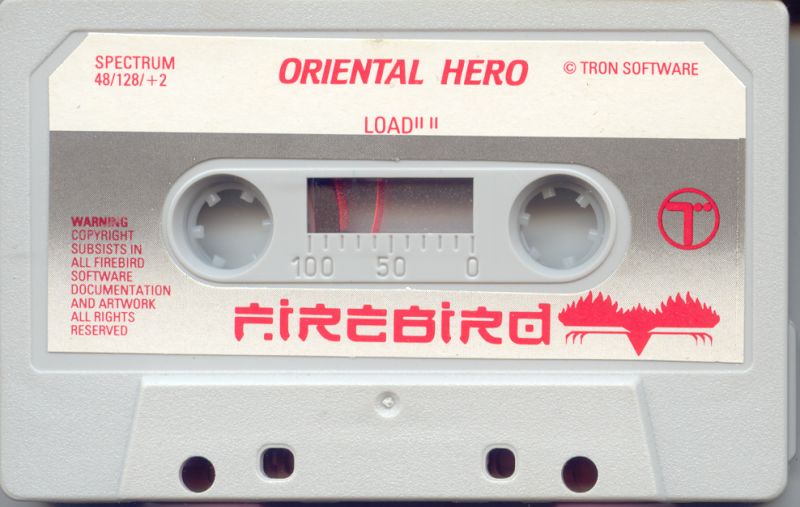 SPECTRUM
48/128/+2
ORIENTAL HERO
© TRON SOFTWARE
LOAD" "
100 50 0
WARNING
COPYRIGHT
SUBSISTS IN
ALL FIREBIRD
SOFTWARE
DOCUMENTATION
AND ARTWORK
ALL RIGHTS
RESERVED
FIREBIRD